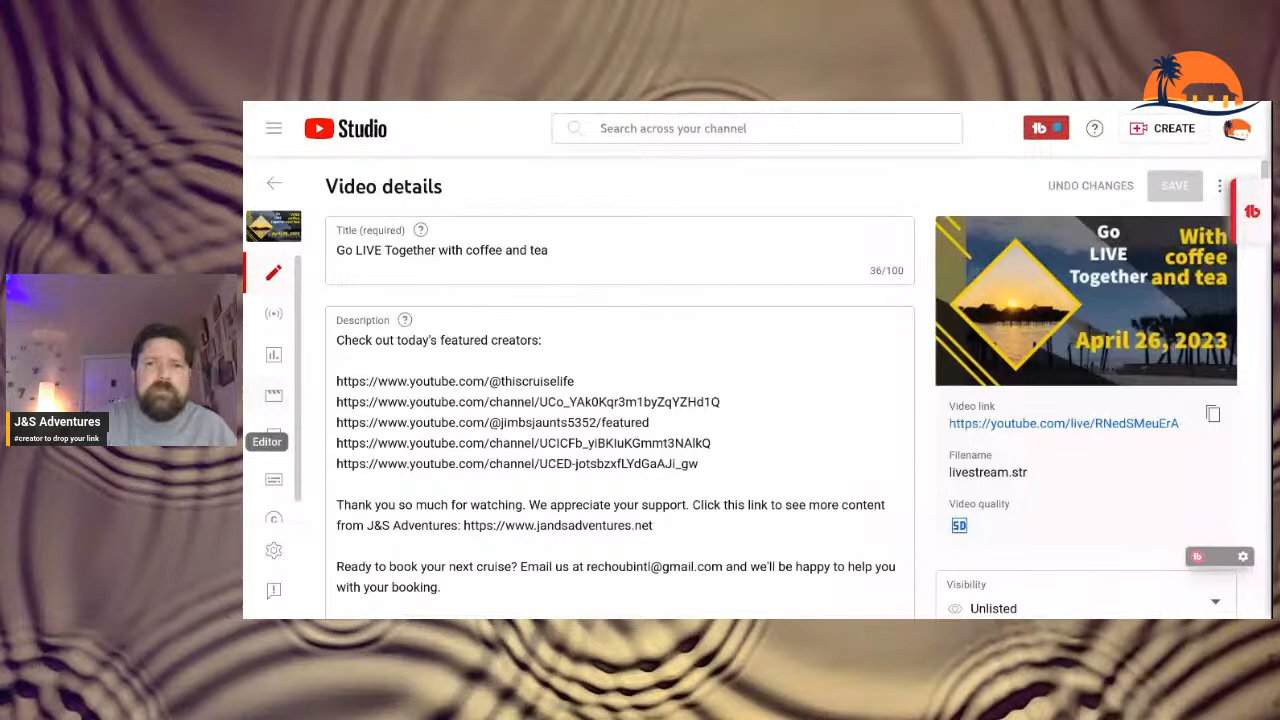 Studio
Search across your channel
CREATE
Video details
UNDO CHANGES
SAVE
Title (required)
Go LIVE Together with coffee and tea
36/100
Description
Check out today's featured creators:
https://www.youtube.com/@thiscruiselife
https://www.youtube.com/channel/UCo_YAk0Kqr3m1byZqYZHd1Q
https://www.youtube.com/@jimbsjaunts5352/featured
https://www.youtube.com/channel/UCICFb_yiBKIuKGmmt3NAlkQ
https://www.youtube.com/channel/UCED-jotsbzxfLYdGaAJi_gw
Thank you so much for watching. We appreciate your support. Click this link to see more content
from J&S Adventures: https://www.jandsadventures.net
Ready to book your next cruise? Email us at rechoubintl@gmail.com and we'll be happy to help you
with your booking.
Go
LIVE
Together
With
coffee
and tea
April 26, 2023
Video link
https://youtube.com/live/RNedSMeuErA
Filename
livestream.str
Video quality
SD
Visibility
Unlisted
Editor
J&S Adventures
#creator to drop your link